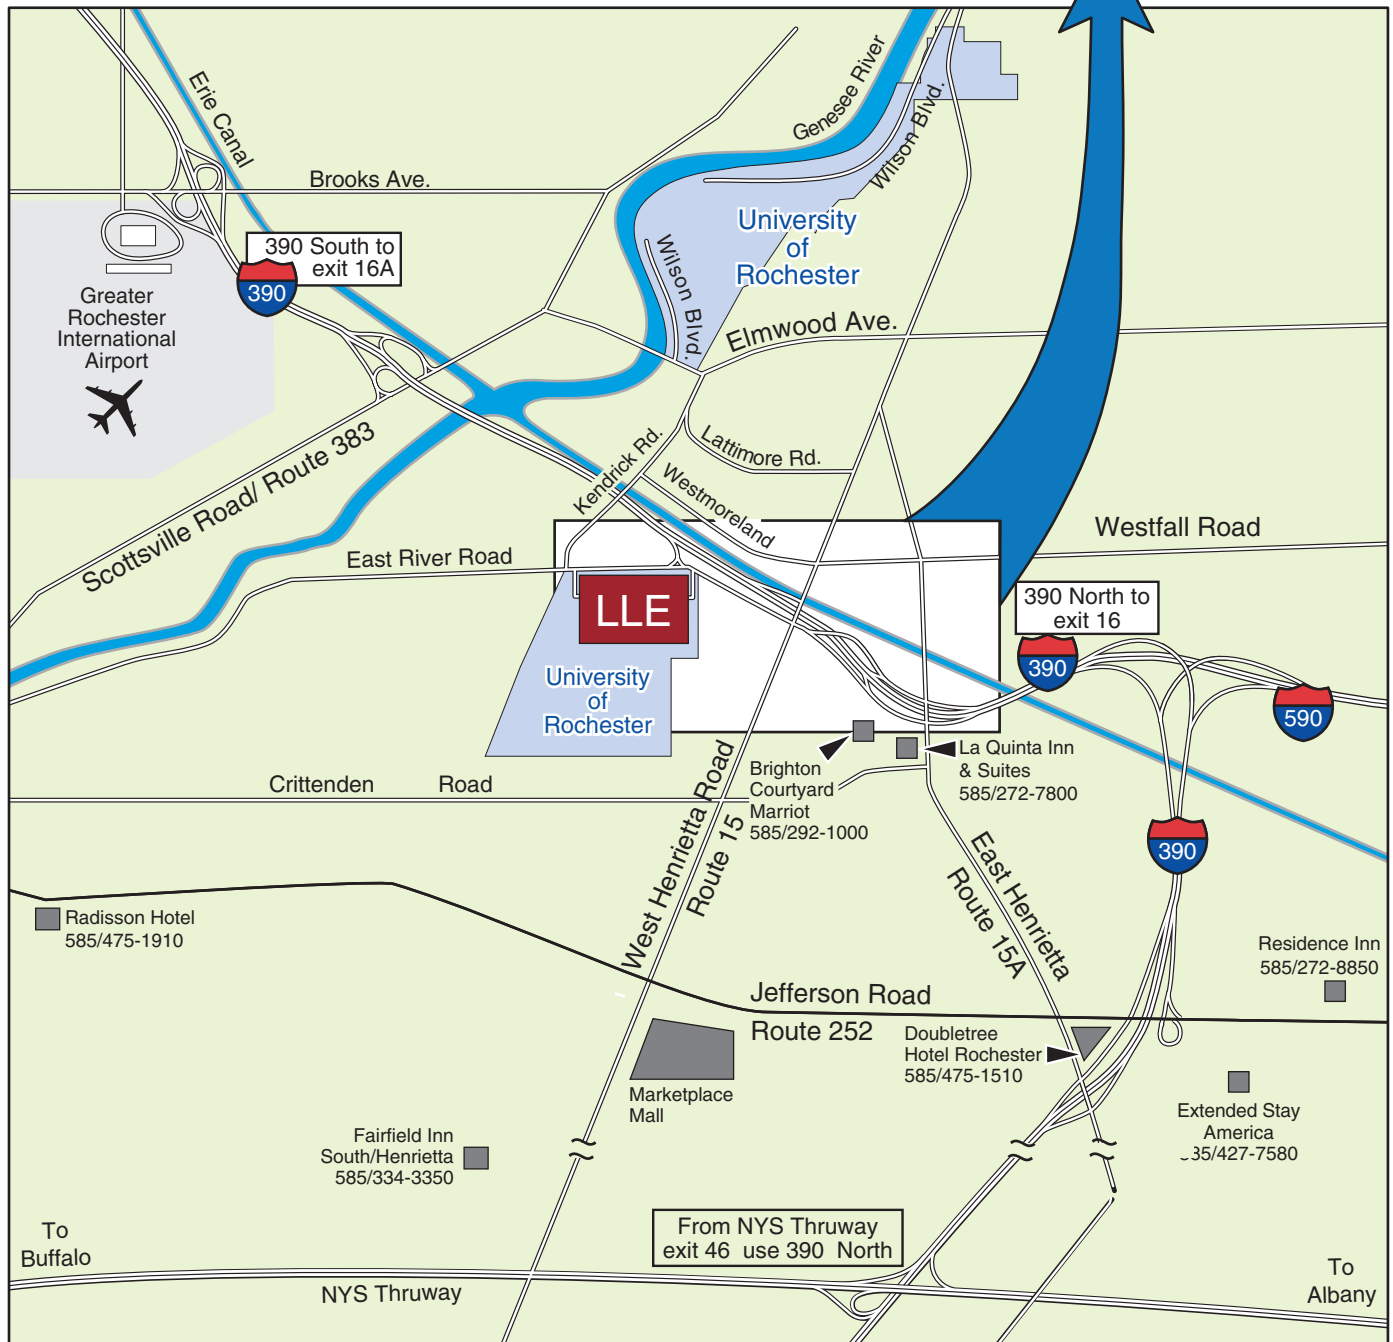 Erie Canal
Genesee River
Wilson Blvd.
Brooks Ave.
University
of
Rochester
390 South to
exit 16A
390
Wilson Blvd.
Greater
Rochester
International
Airport
Elmwood Ave.
Scottsville Road/ Route 383
Kendrick Rd.
Lattimore Rd.
Westmoreland
Westfall Road
East River Road
LLE
390 North to
exit 16
390
590
University
of
Rochester
Crittenden Road
West Henrietta Road
Route 15
Brighton
Courtyard
Marriot
585/292-1000
La Quinta Inn
& Suites
585/272-7800
390
East Henrietta
Route 15A
Radisson Hotel
585/475-1910
Residence Inn
585/272-8850
Jefferson Road
Route 252
Doubletree
Hotel Rochester
585/475-1510
Marketplace
Mall
Extended Stay
America
35/427-7580
Fairfield Inn
South/Henrietta
585/334-3350
From NYS Thruway
exit 46 use 390 North
To
Buffalo
NYS Thruway
To
Albany